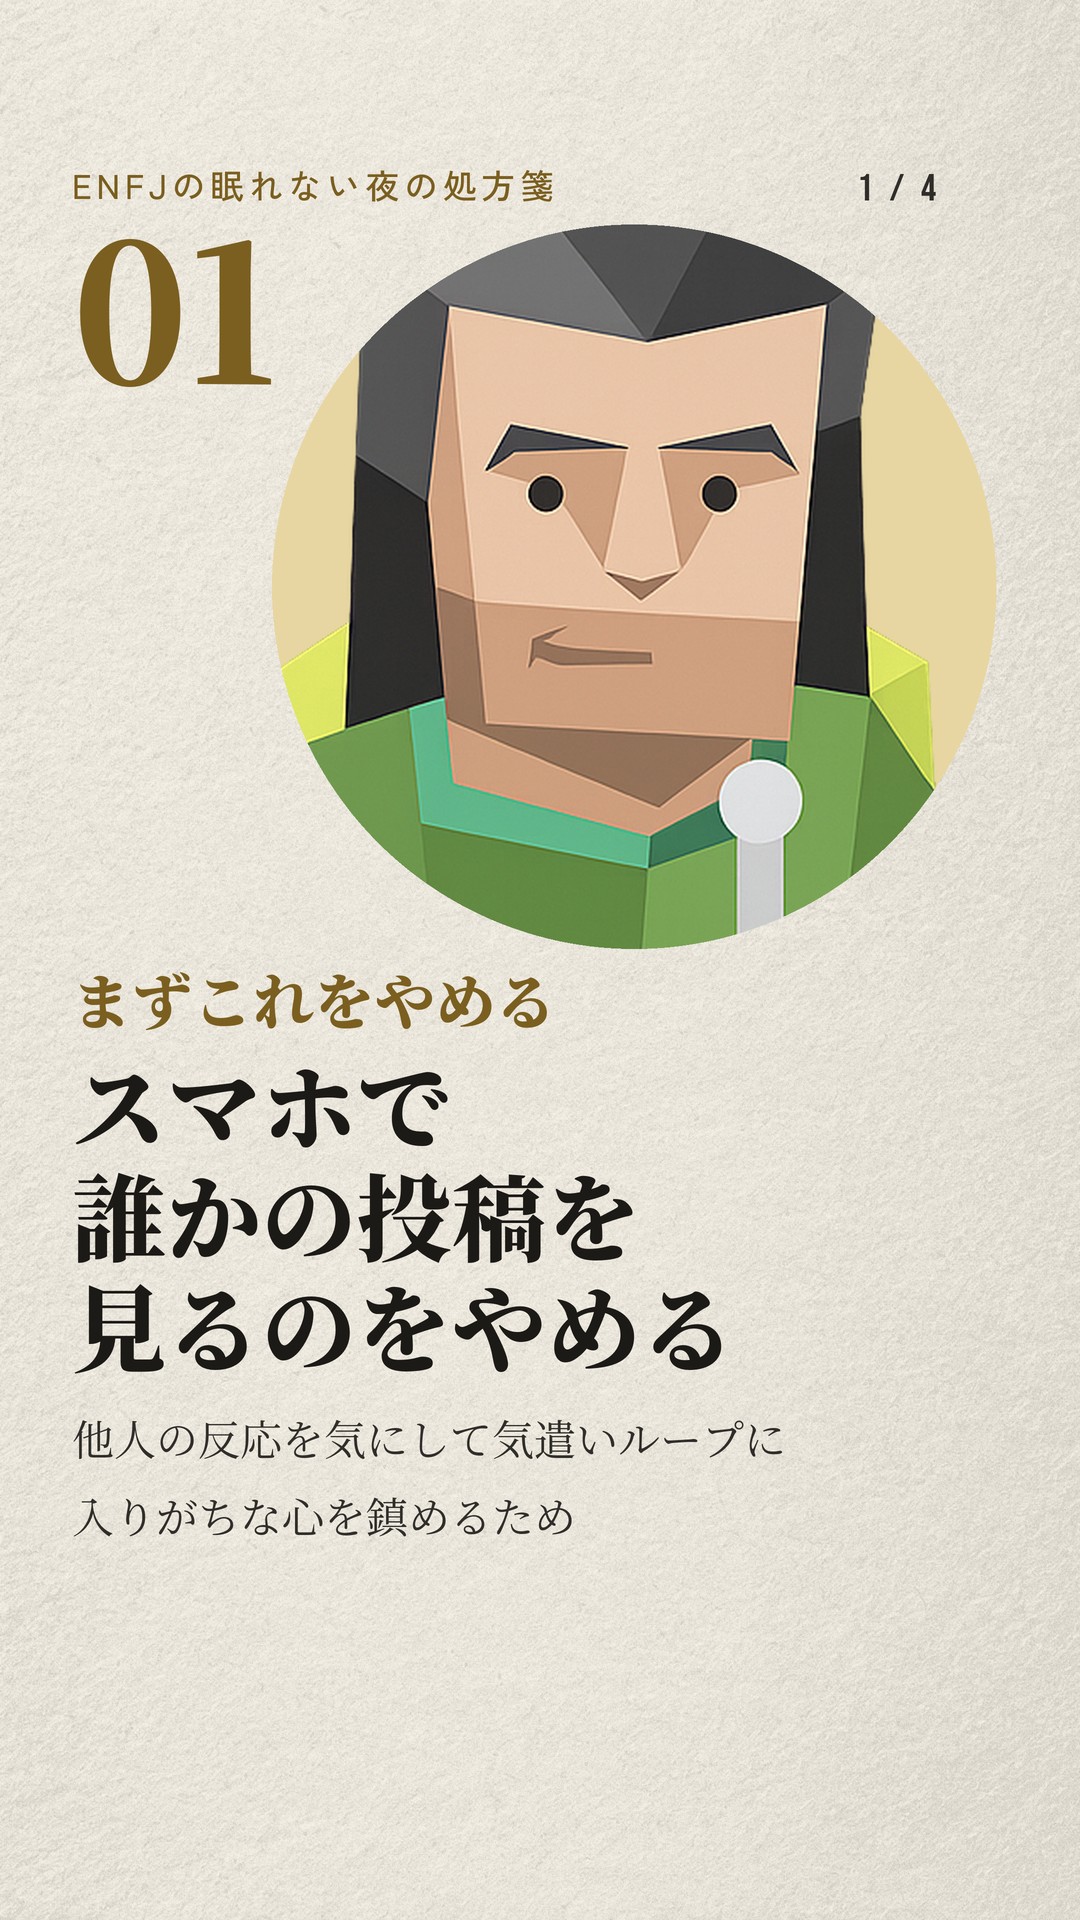 ENFJの眠れない夜の処方箋
1 / 4
01
まずこれをやめる
スマホで
誰かの投稿を
見るのをやめる
他人の反応を気にして気遣いループに
入りがちな心を鎮めるため